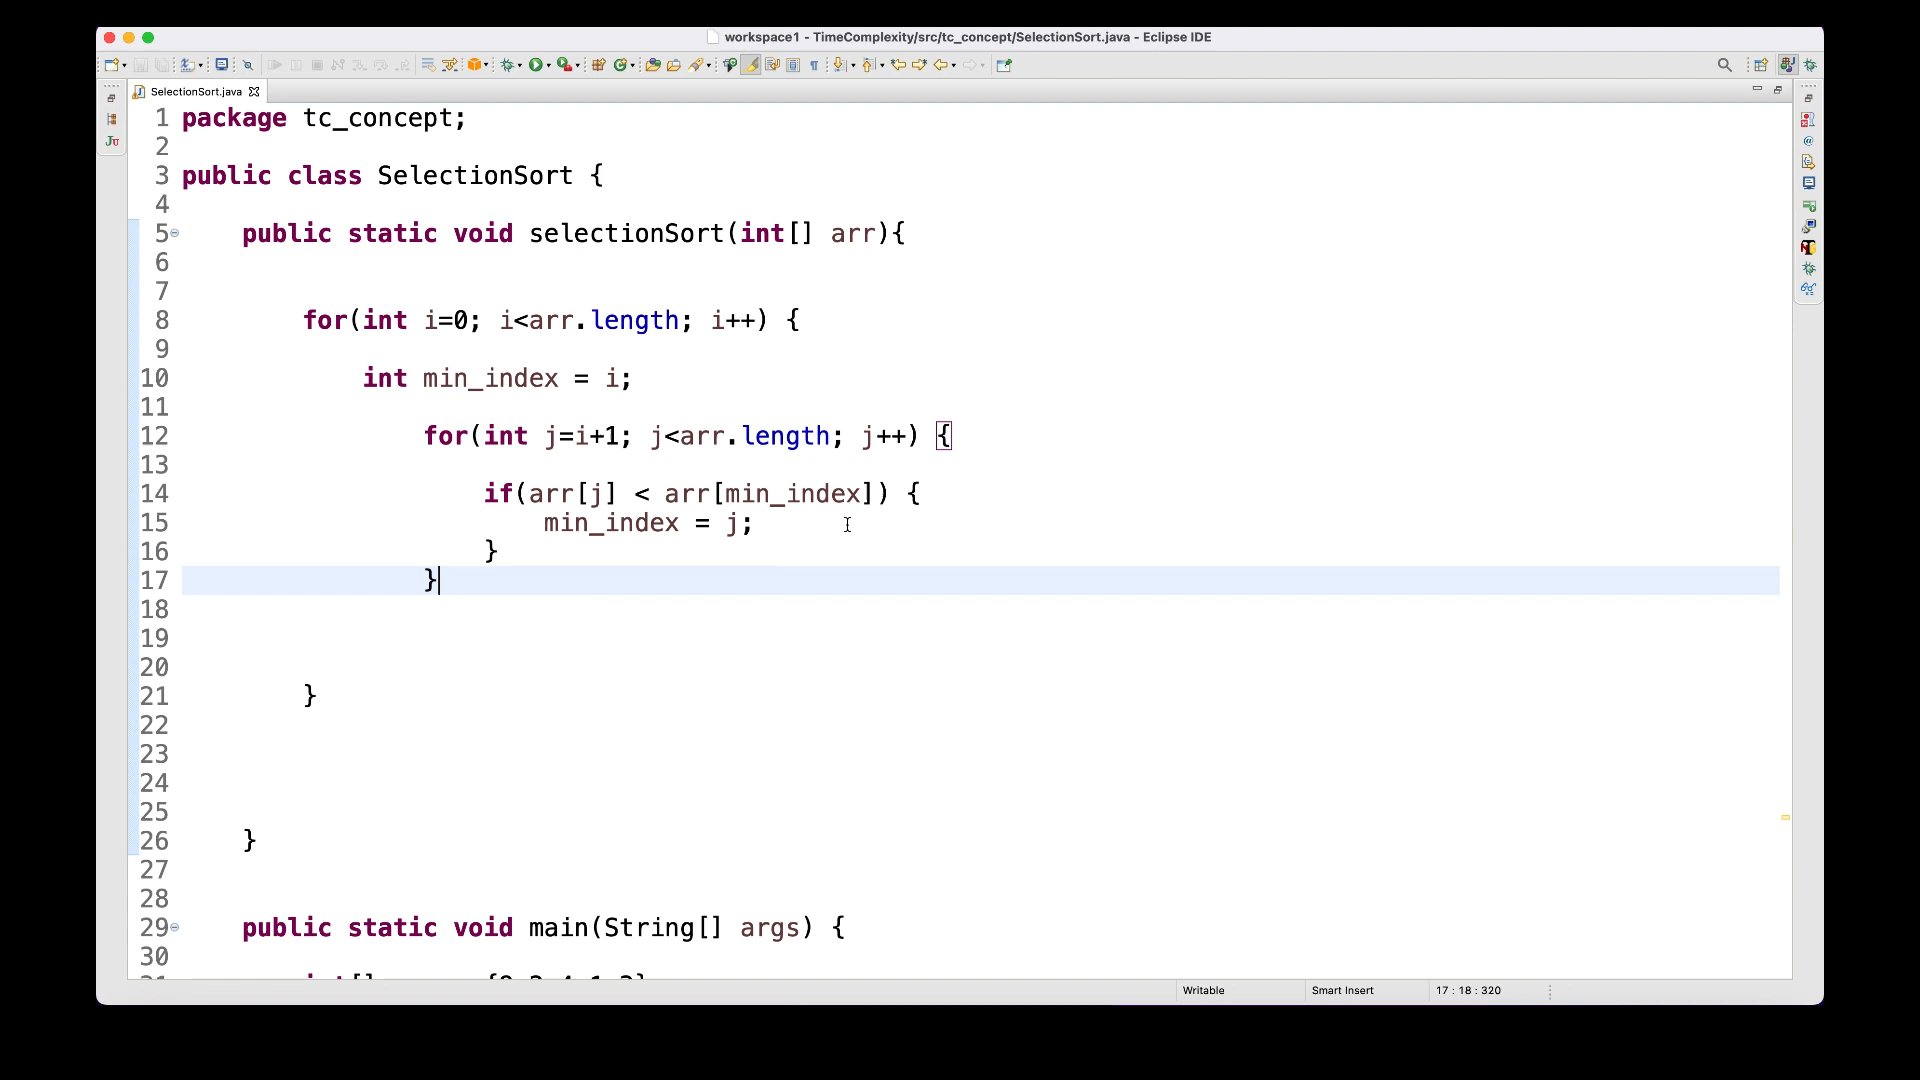 workspace1 - TimeComplexity/src/tc_concept/SelectionSort.java - Eclipse IDE
SelectionSort.java
1 package tc_concept;
2
3 public class SelectionSort {
4
5 public static void selectionSort(int[] arr){
6
7
8 for(int i=0; i<arr.length; i++) {
9
10 int min_index = i;
11
12 for(int j=i+1; j<arr.length; j++) {
13
14 if(arr[j] < arr[min_index]) {
15 min_index = j;
16 }
17 }
18
19
20
21 }
22
23
24
25
26 }
27
28
29 public static void main(String[] args) {
30
Writable Smart Insert 17 : 18 : 320